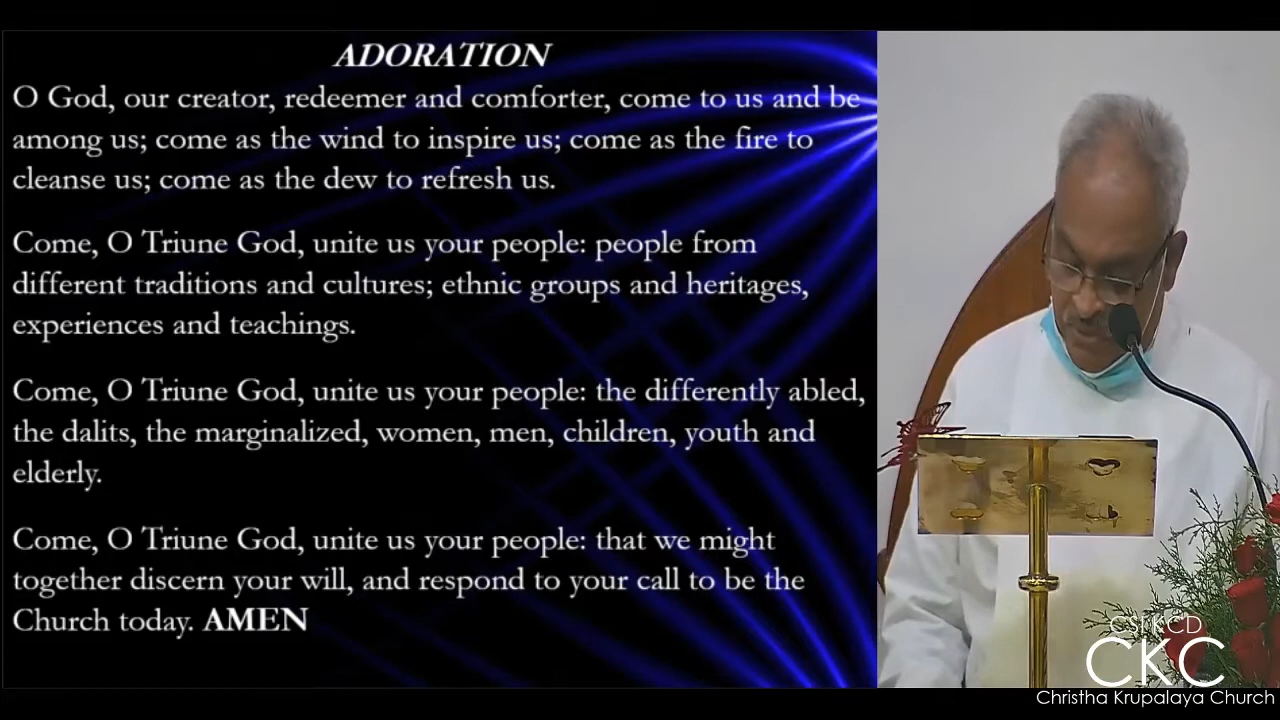 ADORATION
O God, our creator, redeemer and comforter, come to us and be
among us; come as the wind to inspire us; come as the fire to
cleanse us; come as the dew to refresh us.
Come, O Triune God, unite us your people: people from
different traditions and cultures; ethnic groups and heritages,
experiences and teachings.
Come, O Triune God, unite us your people: the differently abled,
the dalits, the marginalized, women, men, children, youth and
elderly.
Come, O Triune God, unite us your people: that we might
together discern your will, and respond to your call to be the
Church today. AMEN
CSI KCD
CKC
Christha Krupalaya Church